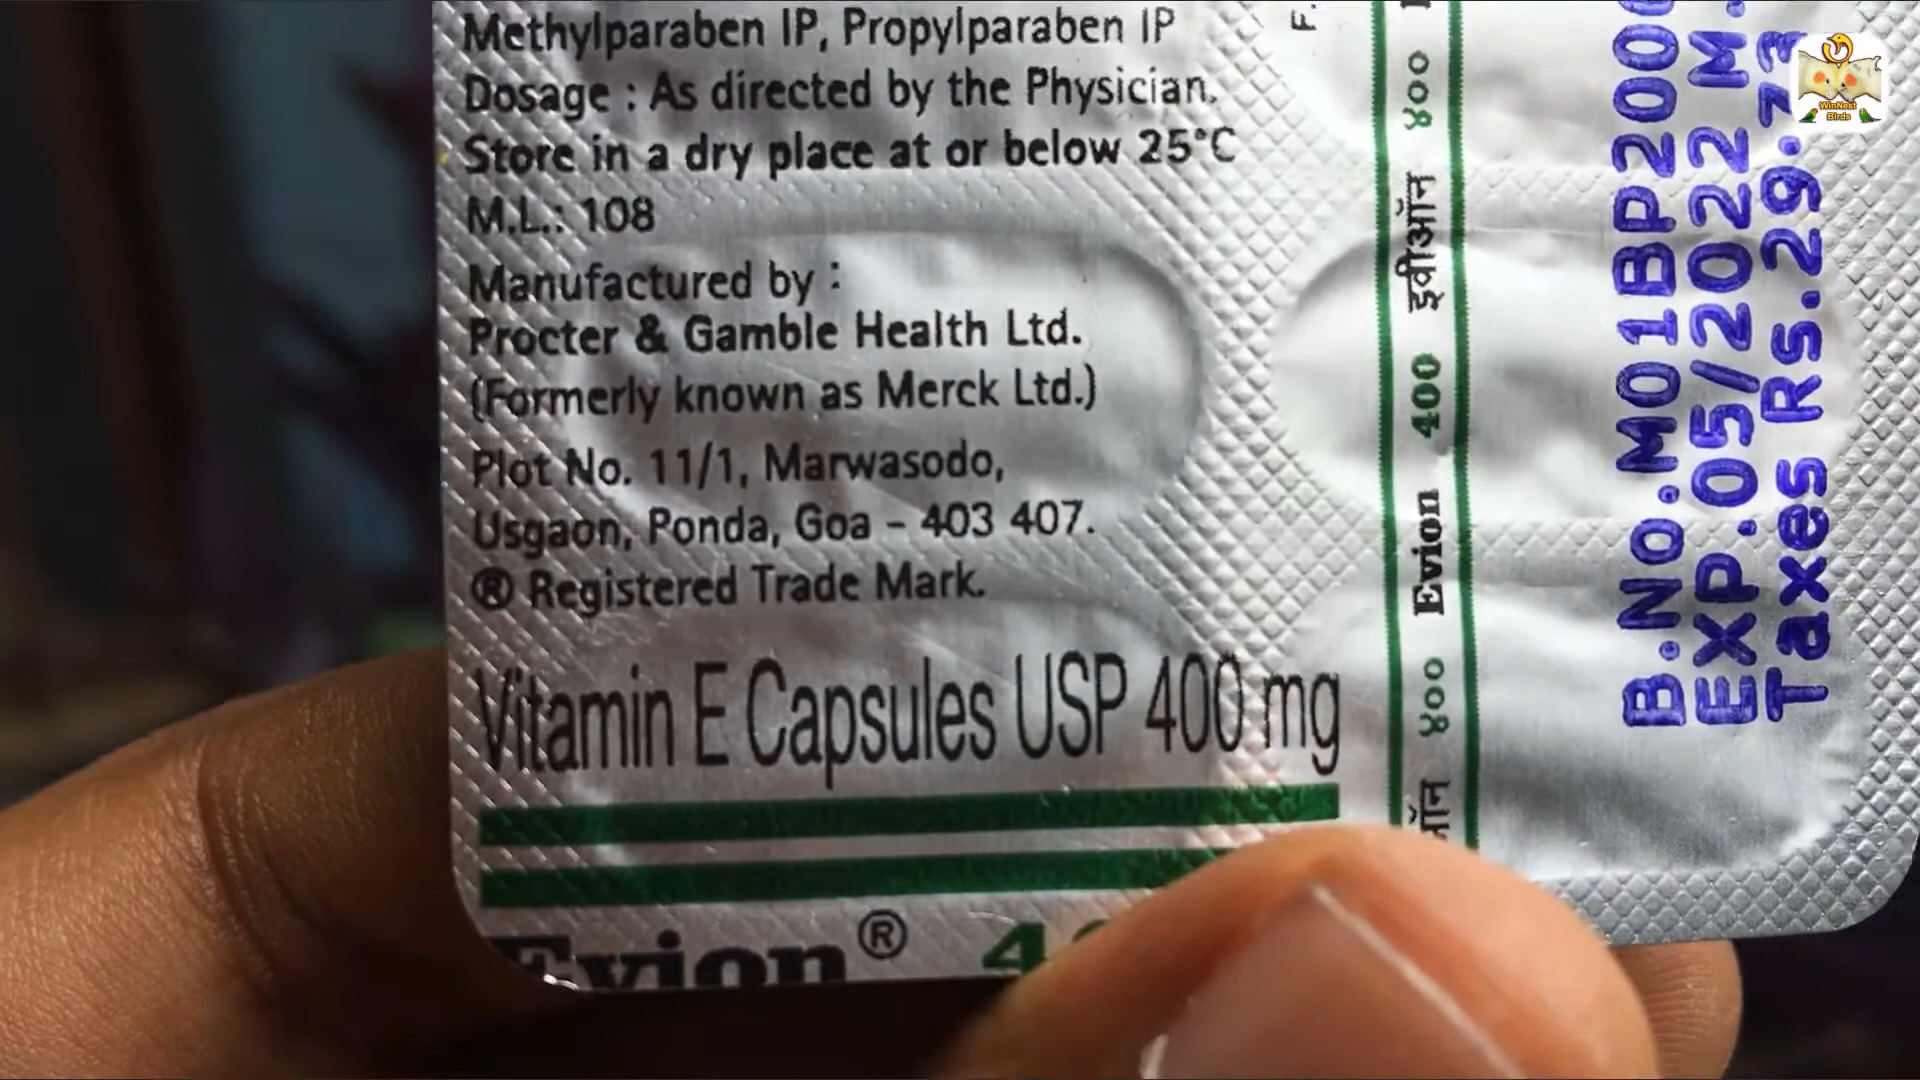 Methylparaben IP, Propylparaben IP
Dosage : As directed by the Physician.
Store in a dry place at or below 25°C
M.L.: 108
Manufactured by :
Procter & Gamble Health Ltd.
(Formerly known as Merck Ltd.)
Plot No. 11/1, Marwasodo,
Usgaon, Ponda, Goa – 403 407.
® Registered Trade Mark.
Vitamin E Capsules USP 400 mg
Evion®
४०० Evion 400 इवीऑन ४००
B.No.M01BP200
EXP.05/2022 M.
Taxes Rs.29.73
WinNest
Birds